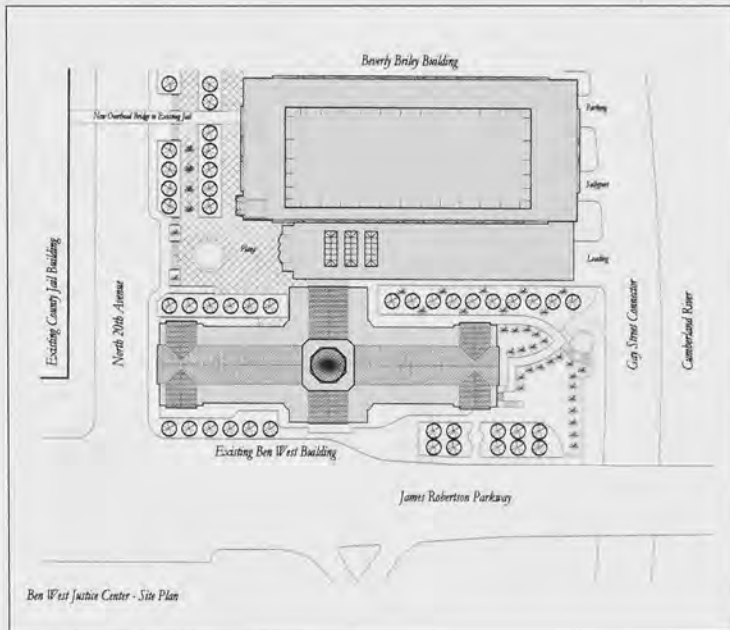 Beverly Briley Building
Parking
New Overhead Bridge to Existing Jail
Salleyport
Existing County Jail Building
North 20th Avenue
Plaza
Loading
Gay Street Connector
Cumberland River
Existing Ben West Building
James Robertson Parkway
Ben West Justice Center - Site Plan